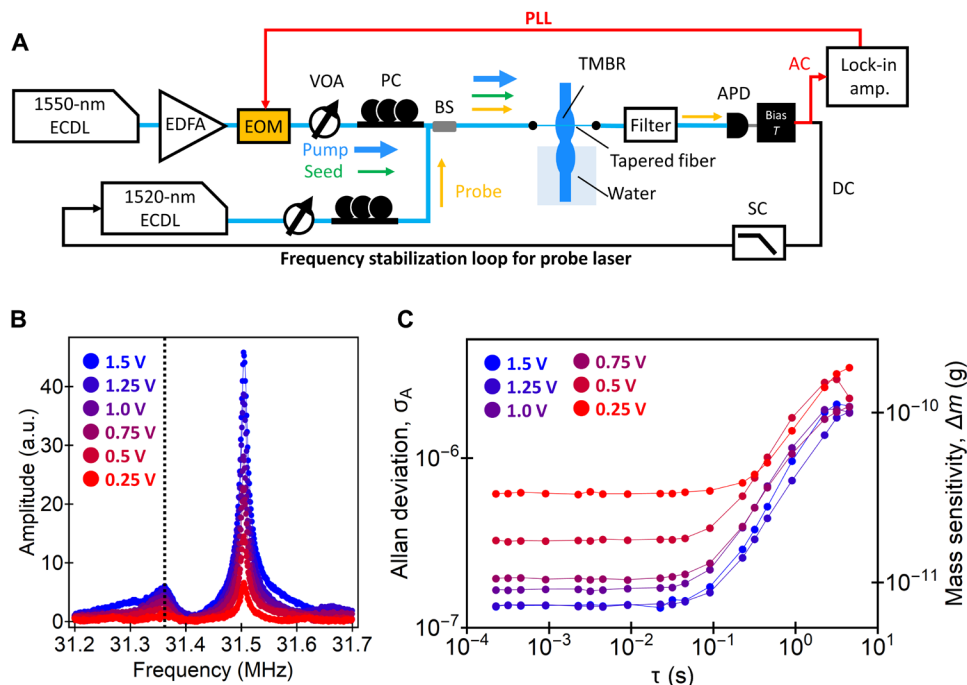 A
PLL
1550-nm
ECDL
EDFA
EOM
VOA
PC
BS
TMBR
Filter
APD
Bias
T
AC
Lock-in
amp.
Pump
Seed
Probe
Tapered fiber
Water
DC
1520-nm
ECDL
SC
Frequency stabilization loop for probe laser
B
1.5 V
1.25 V
1.0 V
0.75 V
0.5 V
0.25 V
Amplitude (a.u.)
40
30
20
10
0
31.2 31.3 31.4 31.5 31.6 31.7
Frequency (MHz)
C
1.5 V 0.75 V
1.25 V 0.5 V
1.0 V 0.25 V
Allan deviation, σA
10⁻⁶
10⁻⁷
10⁻⁴ 10⁻³ 10⁻² 10⁻¹ 10⁰ 10¹
τ (s)
10⁻¹⁰
10⁻¹¹
Mass sensitivity, Δm (g)